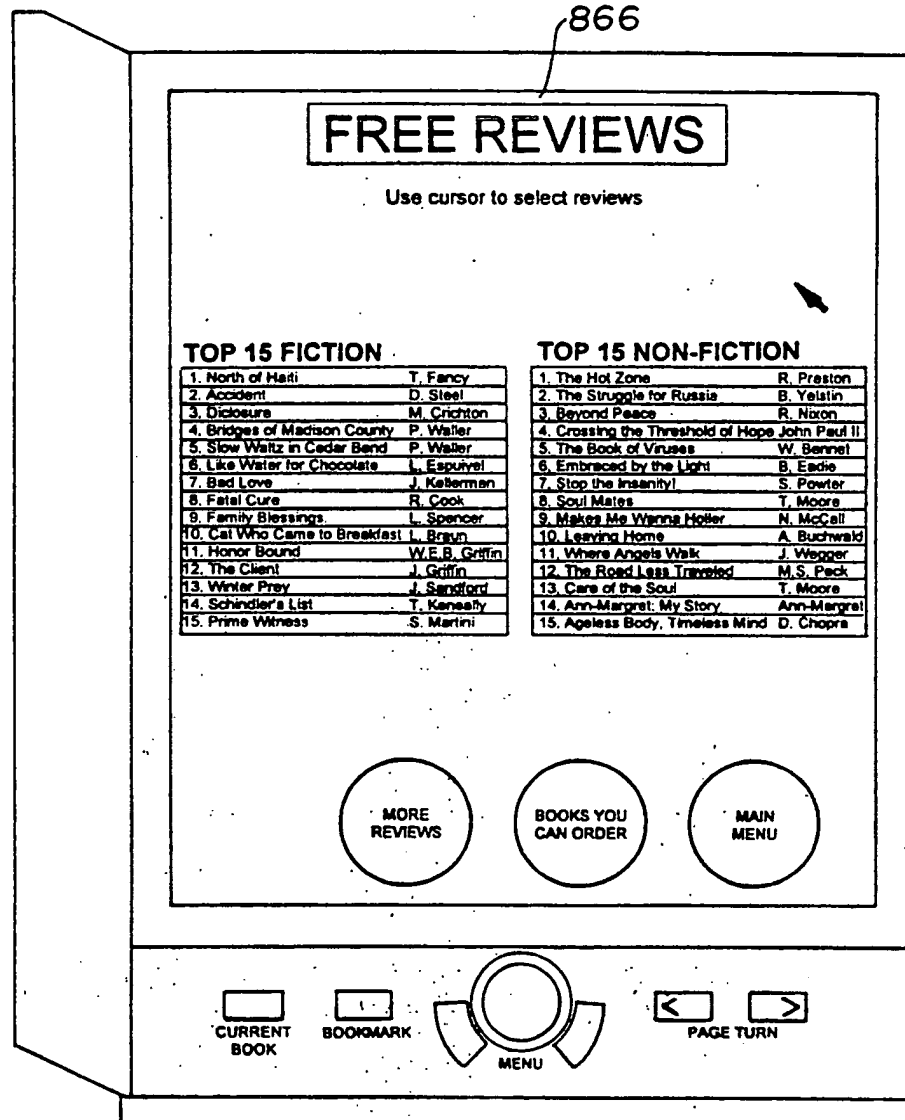 866
FREE REVIEWS
Use cursor to select reviews
TOP 15 FICTION
1. North of Haiti T. Fancy
2. Accident D. Steel
3. Diclosure M. Crichton
4. Bridges of Madison County P. Waller
5. Slow Waltz in Cedar Bend P. Waller
6. Like Water for Chocolate L. Espuivel
7. Bad Love J. Kellerman
8. Fatal Cure R. Cook
9. Family Blessings L. Spencer
10. Cat Who Came to Breakfast L. Braun
11. Honor Bound W.E.B. Griffin
12. The Client J. Griffin
13. Winter Prey J. Sandford
14. Schindler's List T. Keneally
15. Prime Witness S. Martini
TOP 15 NON-FICTION
1. The Hot Zone R. Preston
2. The Struggle for Russia B. Yelstin
3. Beyond Peace R. Nixon
4. Crossing the Threshold of Hope John Paul II
5. The Book of Viruses W. Bennet
6. Embraced by the Light B. Eadie
7. Stop the Insanity! S. Powter
8. Soul Mates T. Moore
9. Makes Me Wanna Holler N. McCall
10. Leaving Home A. Buchwald
11. Where Angels Walk J. Wegger
12. The Road Less Traveled M.S. Peck
13. Care of the Soul T. Moore
14. Ann-Margret: My Story Ann-Margret
15. Ageless Body, Timeless Mind D. Chopra
MORE
REVIEWS
BOOKS YOU
CAN ORDER
MAIN
MENU
CURRENT
BOOK
BOOKMARK
MENU
< >
PAGE TURN